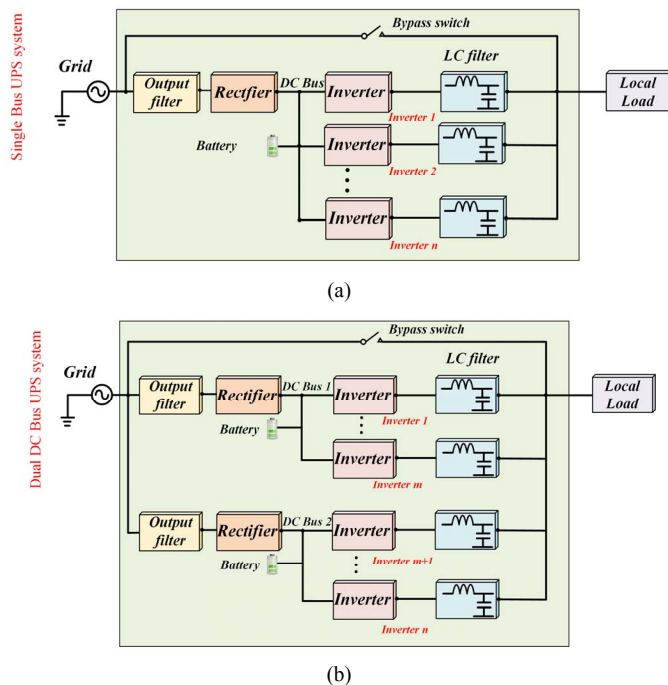 Single Bus UPS system
Bypass switch
Grid
LC filter
Output
filter
Rectfier
DC Bus
Inverter
Inverter 1
Local
Load
Battery
Inverter
Inverter 2
Inverter
Inverter n
(a)
Dual DC Bus UPS system
Bypass switch
Grid
LC filter
Output
filter
Rectifier
DC Bus 1
Inverter
Inverter 1
Local
Load
Battery
Inverter
Inverter m
Output
filter
Rectifier
DC Bus 2
Inverter
Inverter m+1
Battery
Inverter
Inverter n
(b)